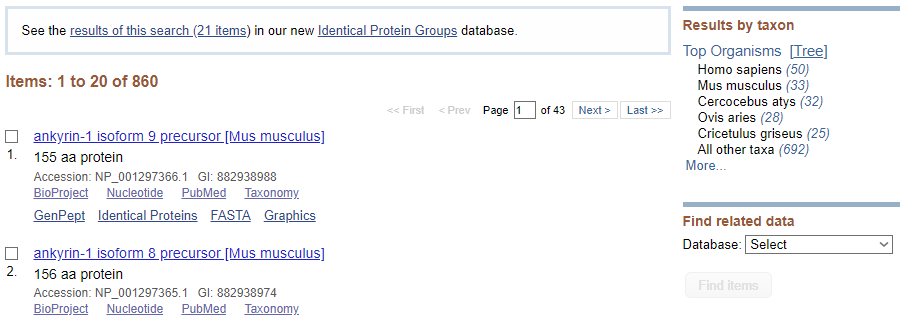 See the results of this search (21 items) in our new Identical Protein Groups database.
Items: 1 to 20 of 860
<< First < Prev Page 1 of 43 Next > Last >>
ankyrin-1 isoform 9 precursor [Mus musculus]
1. 155 aa protein
Accession: NP_001297366.1 GI: 882938988
BioProject Nucleotide PubMed Taxonomy
GenPept Identical Proteins FASTA Graphics
ankyrin-1 isoform 8 precursor [Mus musculus]
2. 156 aa protein
Accession: NP_001297365.1 GI: 882938974
BioProject Nucleotide PubMed Taxonomy
Results by taxon
Top Organisms [Tree]
Homo sapiens (50)
Mus musculus (33)
Cercocebus atys (32)
Ovis aries (28)
Cricetulus griseus (25)
All other taxa (692)
More...
Find related data
Database: Select
Find items